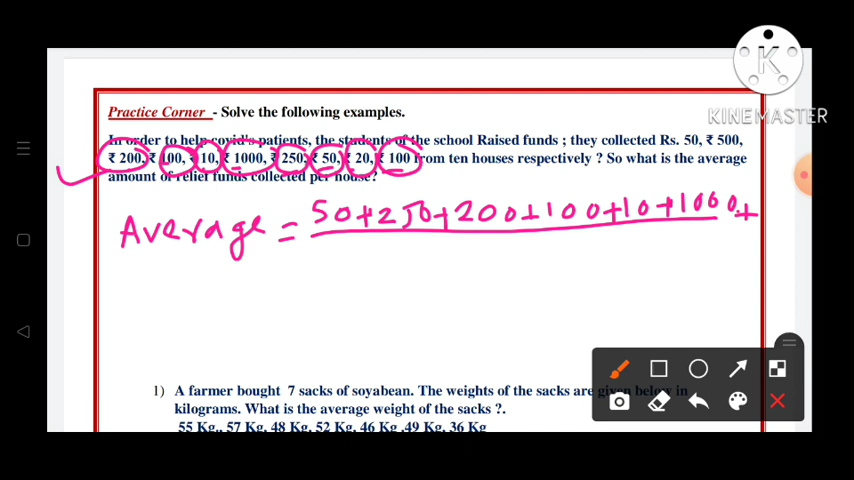 KINEMASTER
Practice Corner - Solve the following examples.
In order to help covid's patients, the students of the school Raised funds ; they collected Rs. 50, ₹ 500,
₹ 200, ₹ 100, ₹ 10, ₹ 1000, ₹ 250, ₹ 50, ₹ 20, ₹ 100 from ten houses respectively ? So what is the average
amount of relief funds collected per house?
Average = 50+250+200+100+10+1000+
1) A farmer bought 7 sacks of soyabean. The weights of the sacks are given below in
kilograms. What is the average weight of the sacks ?.
55 Kg., 57 Kg, 48 Kg, 52 Kg, 46 Kg ,49 Kg, 36 Kg